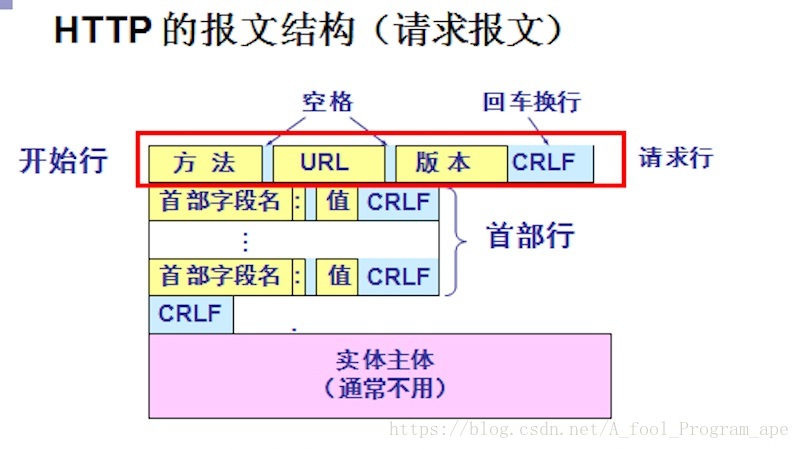 HTTP 的报文结构（请求报文）
空格 回车换行
开始行 方 法 URL 版 本 CRLF 请求行
首部字段名 : 值 CRLF
⋮ 首部行
首部字段名 : 值 CRLF
CRLF
实体主体
（通常不用）
https://blog.csdn.net/A_fool_Program_ape